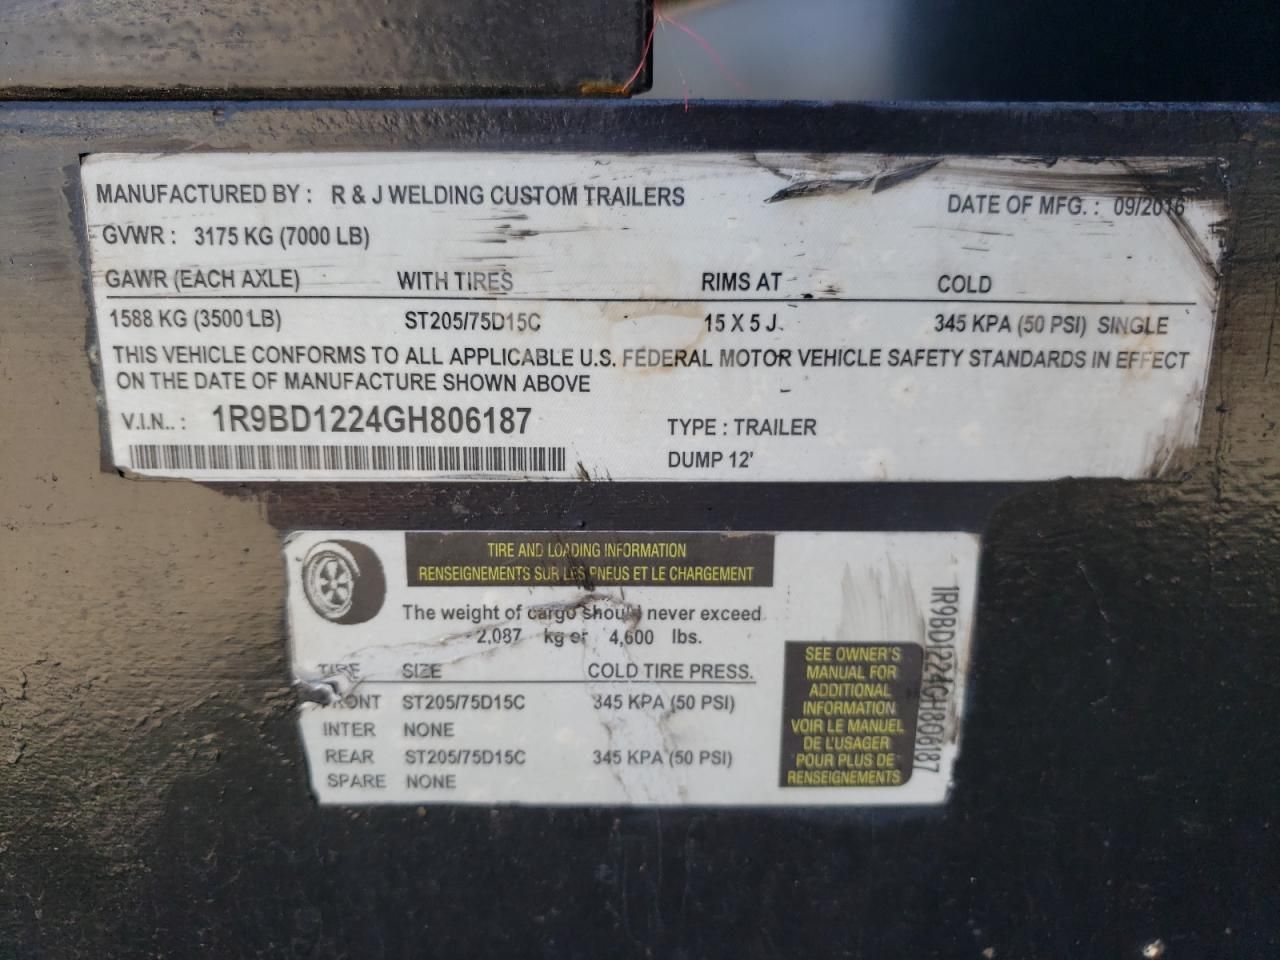 MANUFACTURED BY : R & J WELDING CUSTOM TRAILERS DATE OF MFG. : 09/2016
GVWR : 3175 KG (7000 LB)
GAWR (EACH AXLE) WITH TIRES RIMS AT COLD
1588 KG (3500 LB) ST205/75D15C 15 X 5 J 345 KPA (50 PSI) SINGLE
THIS VEHICLE CONFORMS TO ALL APPLICABLE U.S. FEDERAL MOTOR VEHICLE SAFETY STANDARDS IN EFFECT
ON THE DATE OF MANUFACTURE SHOWN ABOVE
V.I.N.. : 1R9BD1224GH806187 TYPE : TRAILER
DUMP 12'
TIRE AND LOADING INFORMATION
RENSEIGNEMENTS SUR LES PNEUS ET LE CHARGEMENT
The weight of cargo should never exceed
2,087 kg or 4,600 lbs.
TIRE SIZE COLD TIRE PRESS.
FRONT ST205/75D15C 345 KPA (50 PSI)
INTER NONE
REAR ST205/75D15C 345 KPA (50 PSI)
SPARE NONE
SEE OWNER'S
MANUAL FOR
ADDITIONAL
INFORMATION
VOIR LE MANUEL
DE L'USAGER
POUR PLUS DE
RENSEIGNEMENTS
1R9BD1224GH806187